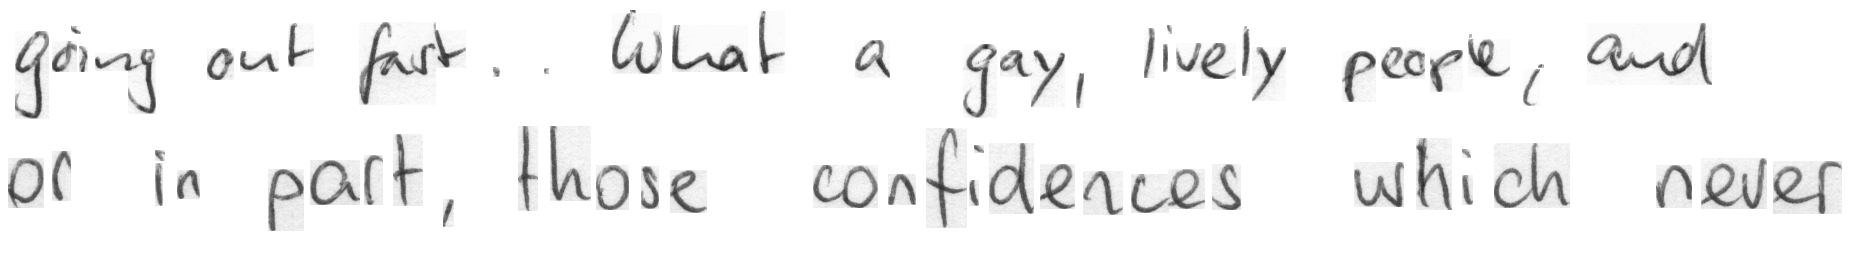 going out fast. . What a gay, lively people, and
or in part, those confidences which never